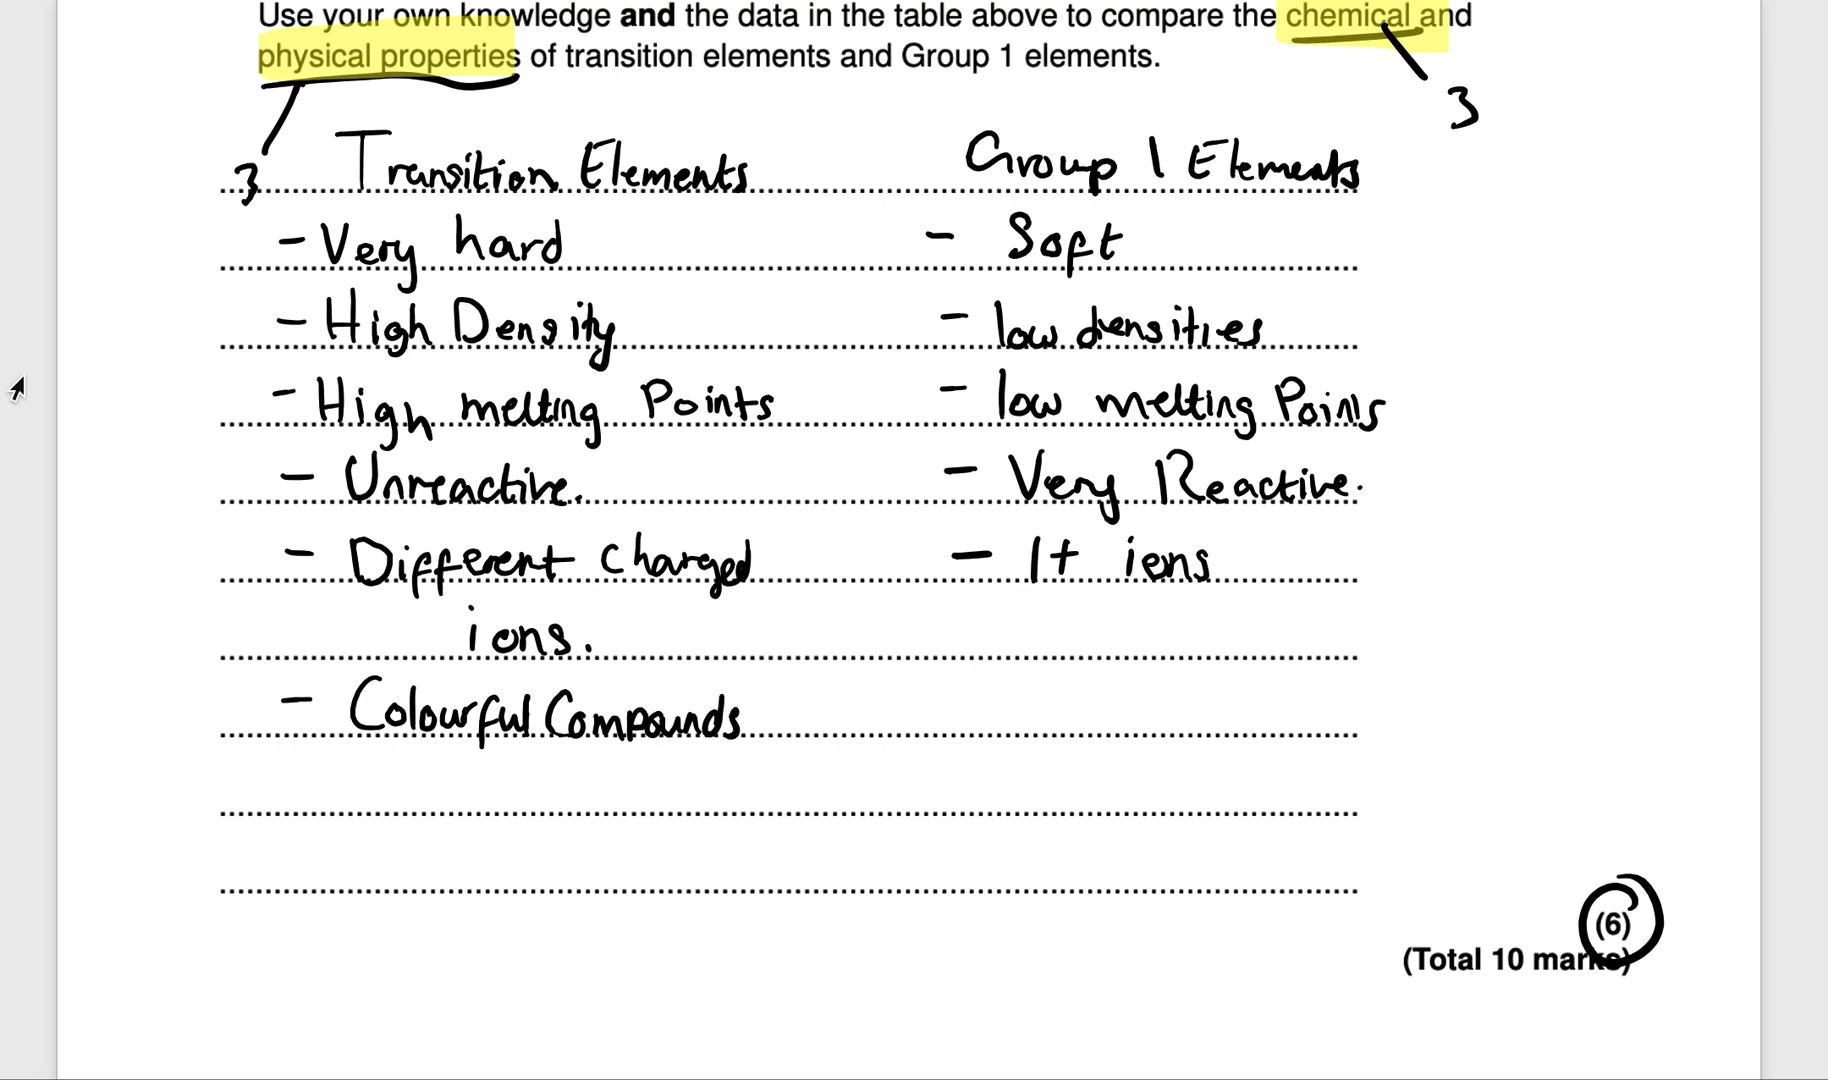 Use your own knowledge and the data in the table above to compare the chemical and
physical properties of transition elements and Group 1 elements.
3
3 Transition Elements Group 1 Elements
- Very hard - Soft
- High Density - low densities
- High melting Points - low melting Points
- Unreactive. - Very Reactive.
- Different charged - 1+ ions
ions.
- Colourful Compounds
(6)
(Total 10 marks)